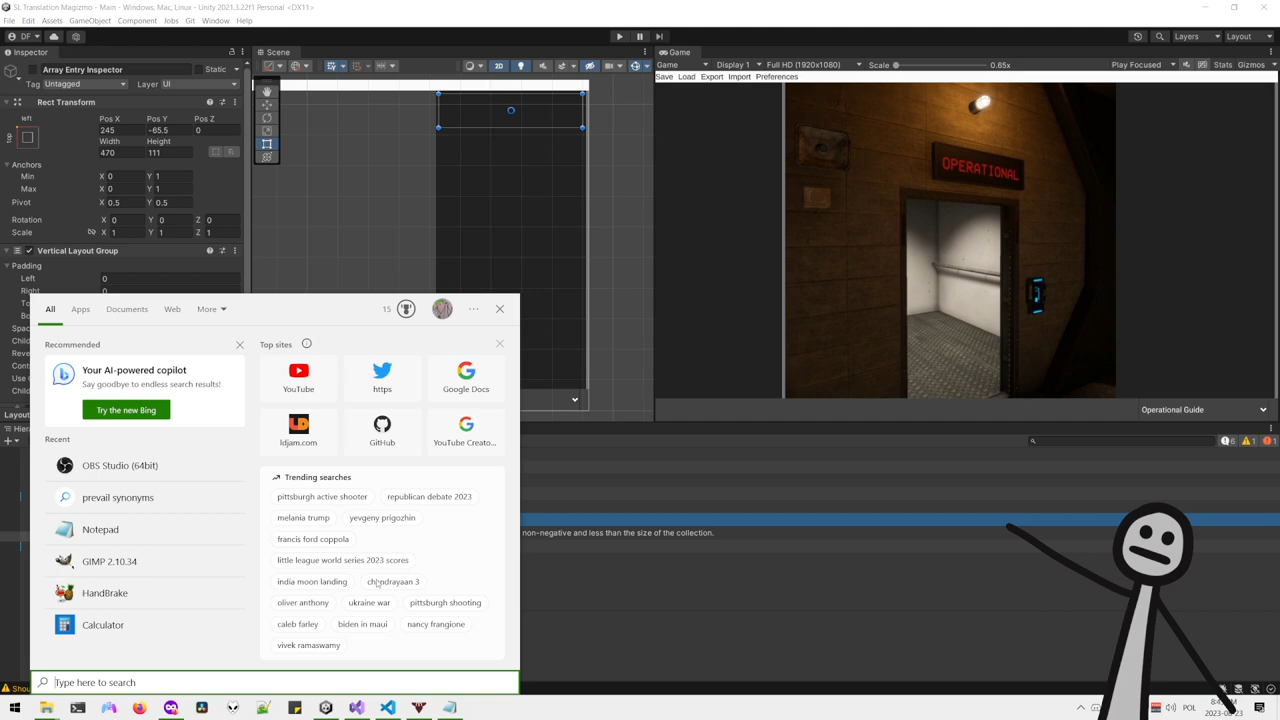 SL Translation Magizmo - Main - Windows, Mac, Linux - Unity 2021.3.22f1 Personal <DX11>
File Edit Assets GameObject Component Jobs Git Window Help
DF Layers Layout
Inspector
Array Entry Inspector Static
Tag Untagged Layer UI
Rect Transform
left Pos X Pos Y Pos Z
top 245 -65.5 0
Width Height
470 111
R
Anchors
Min X 0 Y 1
Max X 0 Y 1
Pivot X 0.5 Y 0.5
Rotation X 0 Y 0 Z 0
Scale X 1 Y 1 Z 1
Vertical Layout Group
Padding
Left 0
Scene
2D
Game
Game Display 1 Full HD (1920x1080) Scale 0.65x Play Focused Stats Gizmos
Save Load Export Import Preferences
OPERATIONAL
Operational Guide
6 1 1
non-negative and less than the size of the collection.
All Apps Documents Web More 15
Recommended
Your AI-powered copilot
Say goodbye to endless search results!
Try the new Bing
Recent
OBS Studio (64bit)
prevail synonyms
Notepad
GIMP 2.10.34
HandBrake
Calculator
Top sites
YouTube https Google Docs
ldjam.com GitHub YouTube Creato...
Trending searches
pittsburgh active shooter republican debate 2023
melania trump yevgeny prigozhin
francis ford coppola
little league world series 2023 scores
india moon landing chandrayaan 3
oliver anthony ukraine war pittsburgh shooting
caleb farley biden in maui nancy frangione
vivek ramaswamy
Type here to search
POL
2023-08-23